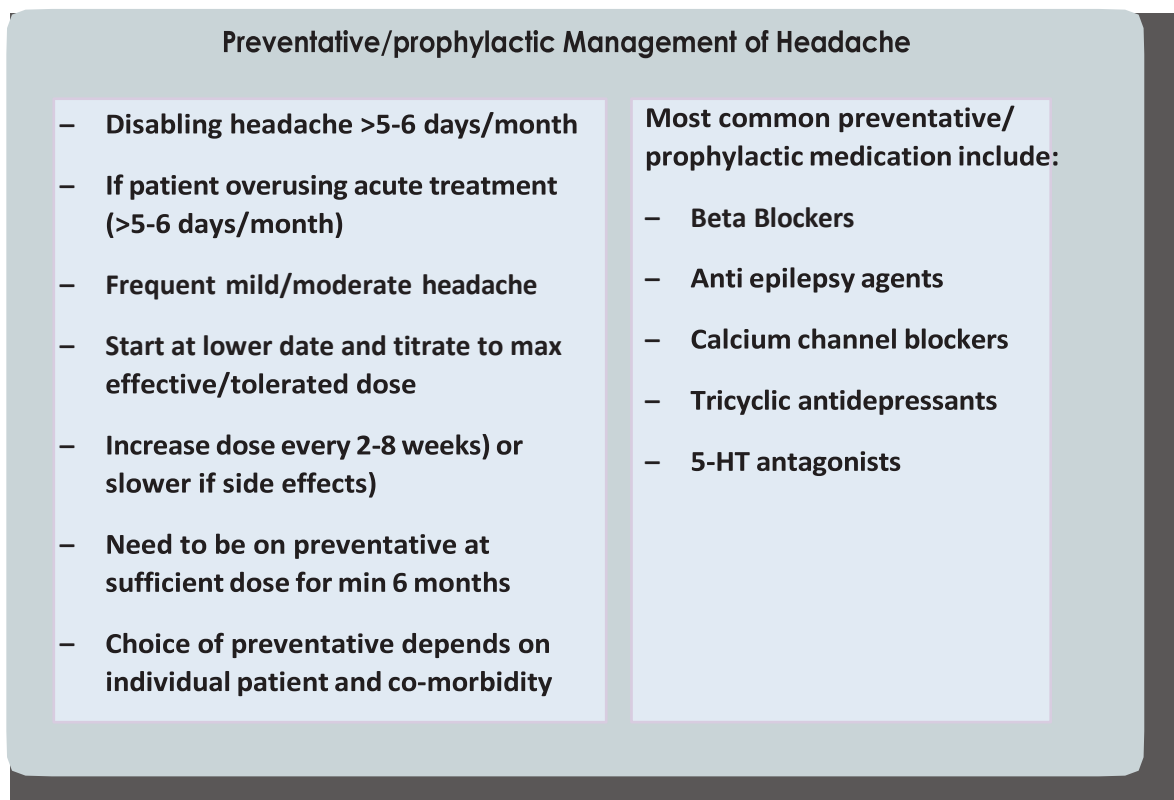 Preventative/prophylactic Management of Headache
– Disabling headache >5-6 days/month
– If patient overusing acute treatment
(>5-6 days/month)
– Frequent mild/moderate headache
– Start at lower date and titrate to max
effective/tolerated dose
– Increase dose every 2-8 weeks) or
slower if side effects)
– Need to be on preventative at
sufficient dose for min 6 months
– Choice of preventative depends on
individual patient and co-morbidity
Most common preventative/
prophylactic medication include:
– Beta Blockers
– Anti epilepsy agents
– Calcium channel blockers
– Tricyclic antidepressants
– 5-HT antagonists